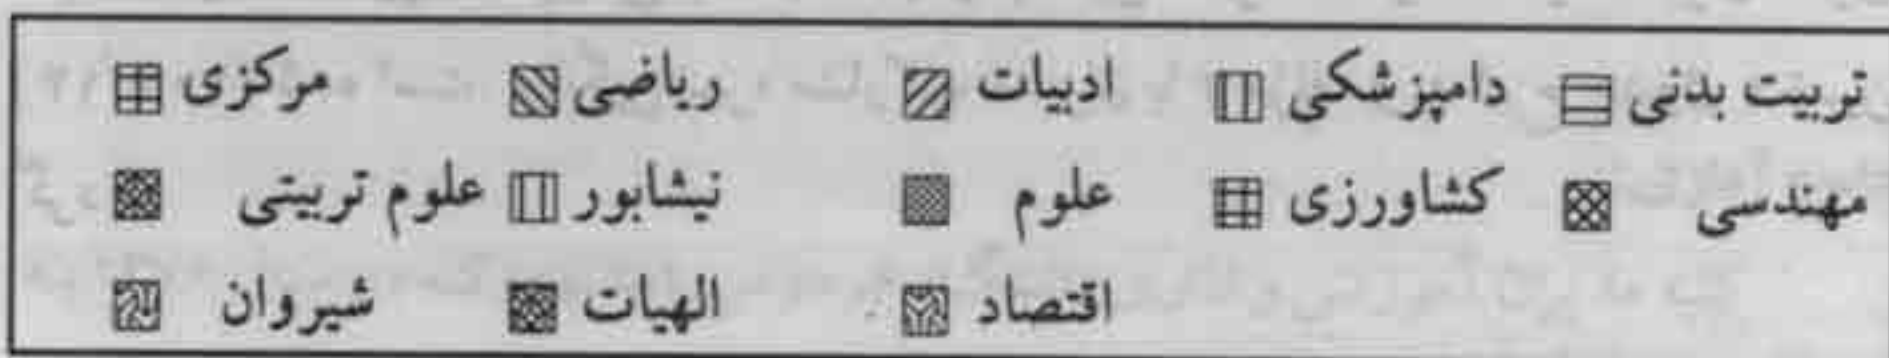 تربیت بدنی دامپزشکی ادبیات ریاضی مرکزی
مهندسی کشاورزی علوم نیشابور علوم تربیتی
اقتصاد الهیات شیروان